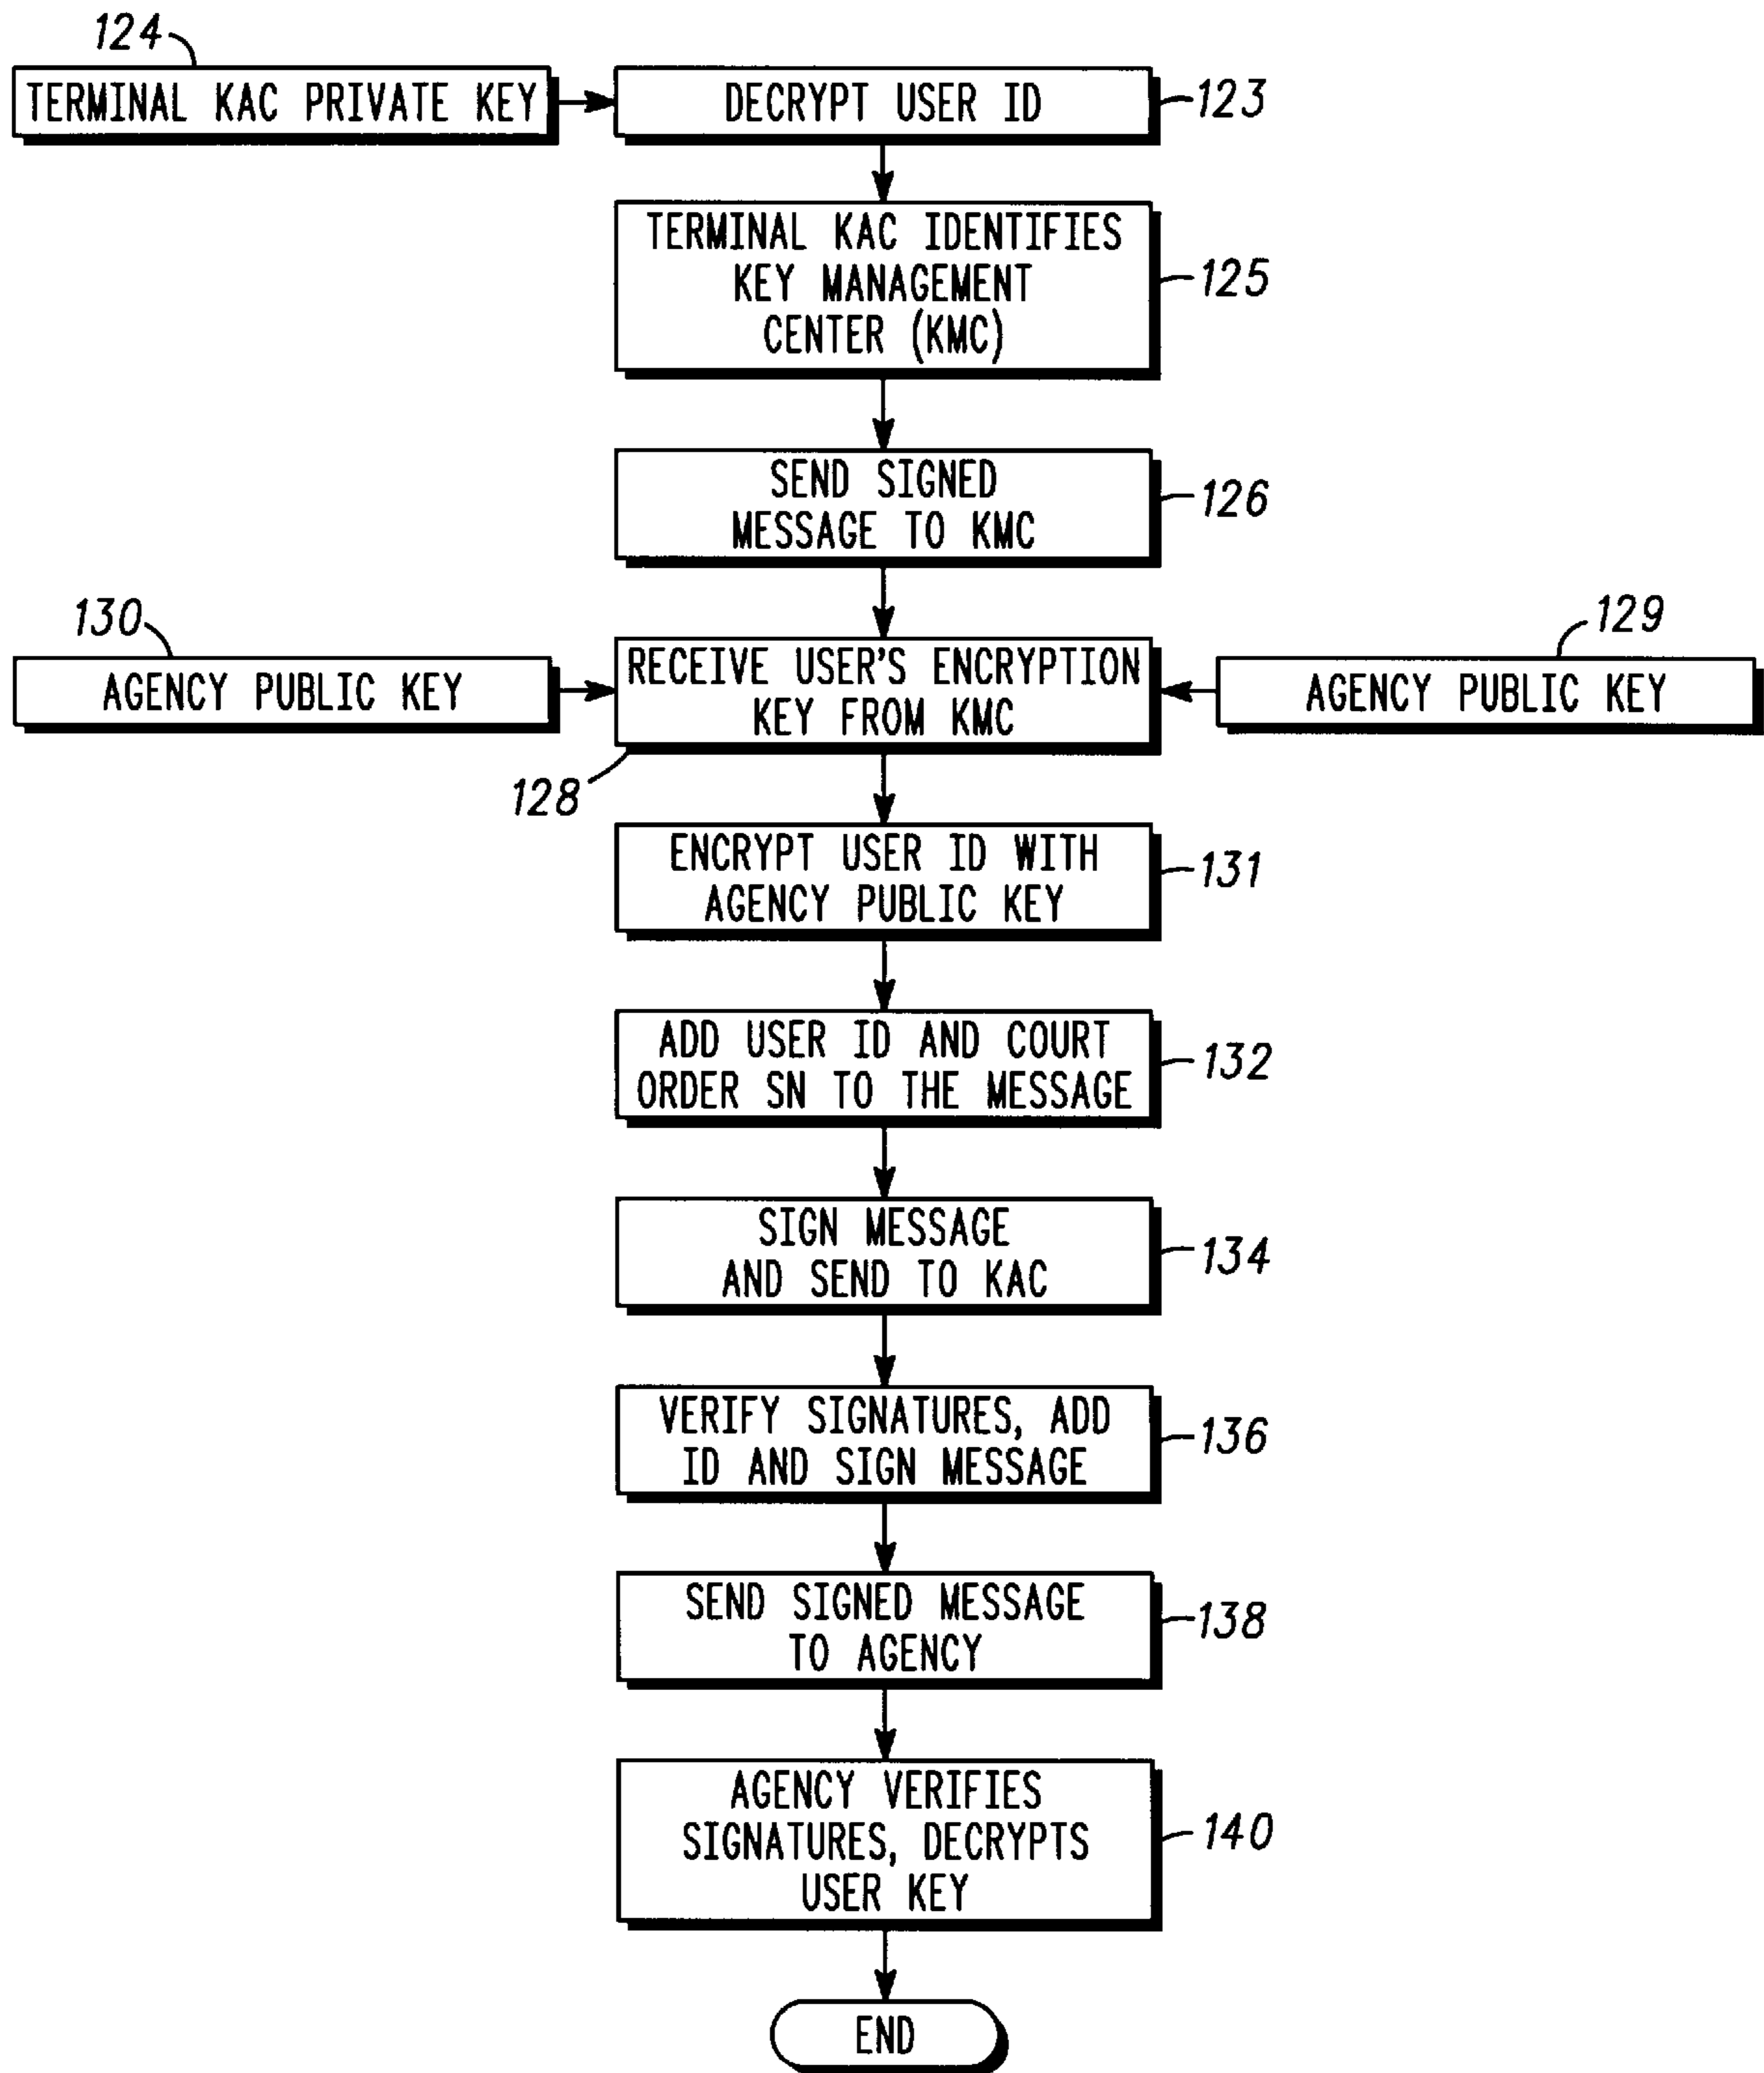 124
TERMINAL KAC PRIVATE KEY
DECRYPT USER ID
123
TERMINAL KAC IDENTIFIES
KEY MANAGEMENT
CENTER (KMC)
125
SEND SIGNED
MESSAGE TO KMC
126
130
AGENCY PUBLIC KEY
RECEIVE USER'S ENCRYPTION
KEY FROM KMC
128
129
AGENCY PUBLIC KEY
ENCRYPT USER ID WITH
AGENCY PUBLIC KEY
131
ADD USER ID AND COURT
ORDER SN TO THE MESSAGE
132
SIGN MESSAGE
AND SEND TO KAC
134
VERIFY SIGNATURES, ADD
ID AND SIGN MESSAGE
136
SEND SIGNED MESSAGE
TO AGENCY
138
AGENCY VERIFIES
SIGNATURES, DECRYPTS
USER KEY
140
END